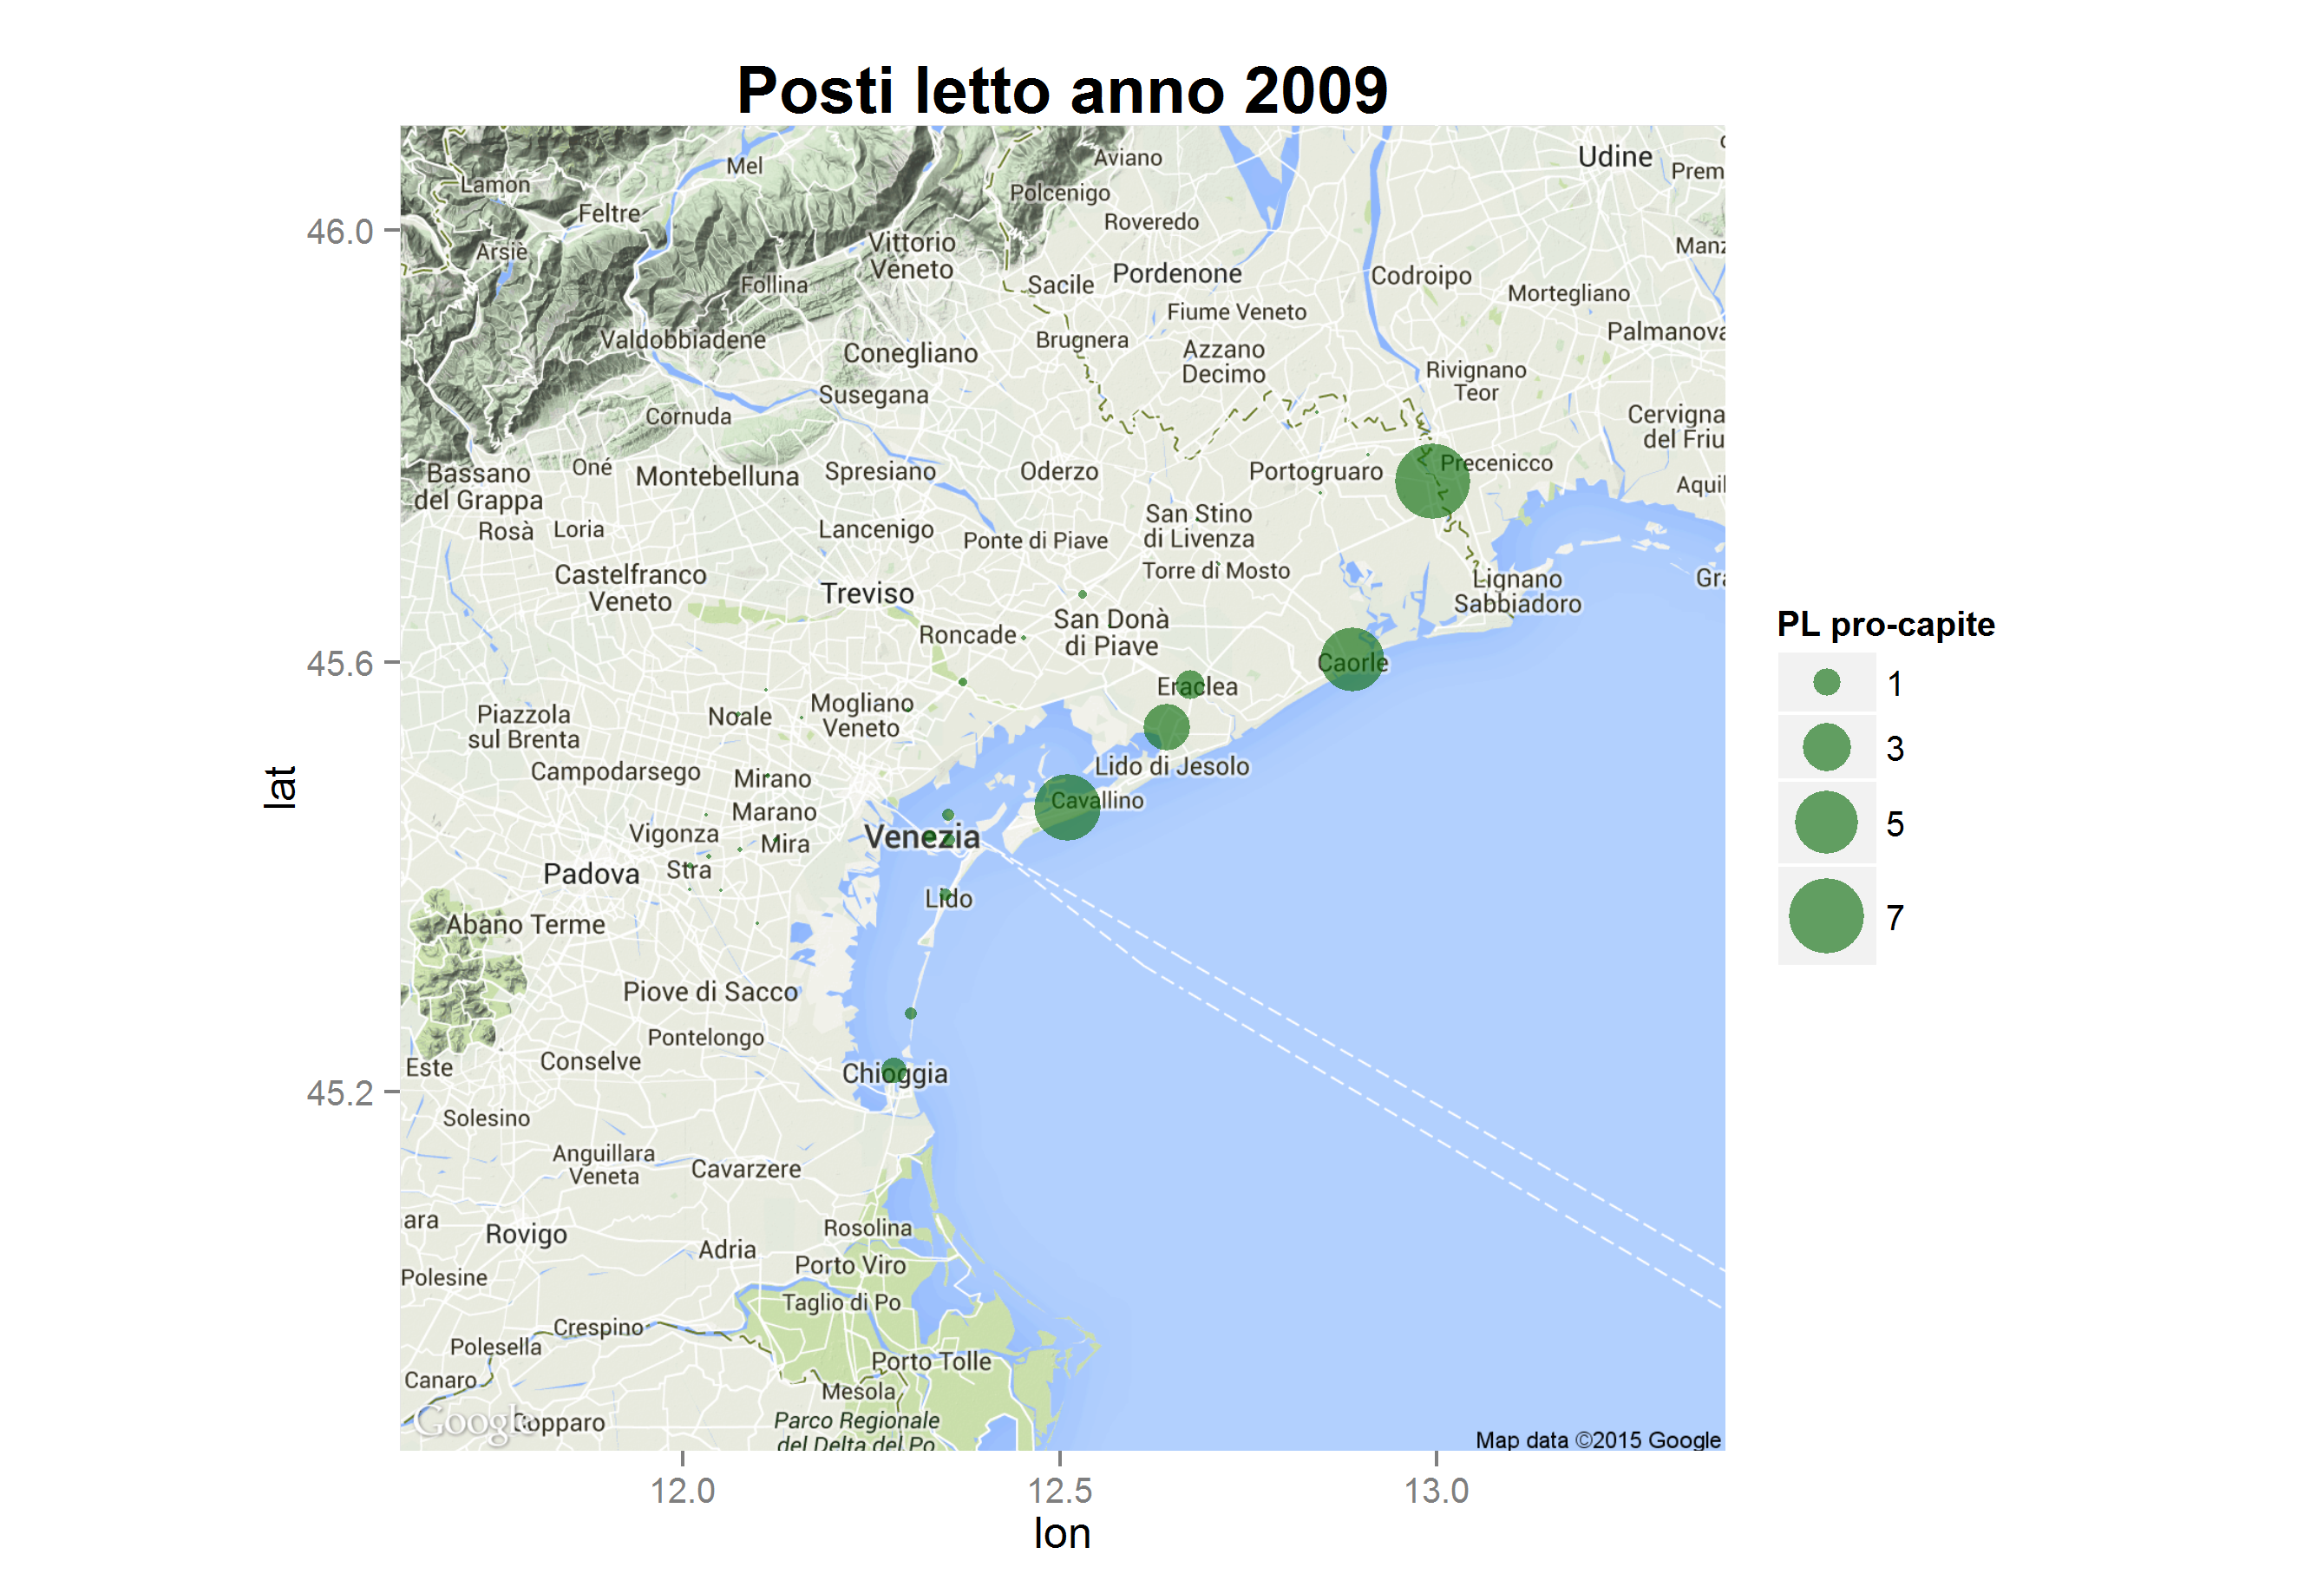 Posti letto anno 2009
Mel
Aviano
Udine
Prem
Lamon
Polcenigo
Feltre
Roveredo
Arsiè
Vittorio
Veneto
Manz
46.0
Follina
Sacile
Pordenone
Codroipo
Mortegliano
Fiume Veneto
Palmanova
Valdobbiadene
Conegliano
Brugnera
Azzano
Decimo
Rivignano
Teor
Susegana
Cornuda
Cervigna
del Friu
Bassano
del Grappa
Oné
Montebelluna
Spresiano
Oderzo
Portogruaro
Precenicco
Aquil
Rosà
Loria
Lancenigo
Ponte di Piave
San Stino
di Livenza
Torre di Mosto
Castelfranco
Veneto
Treviso
Lignano
Sabbiadoro
Gra
San Donà
di Piave
Roncade
45.6
Caorle
Eraclea
Piazzola
sul Brenta
Noale
Mogliano
Veneto
Campodarsego
Mirano
Lido di Jesolo
Marano
Cavallino
Vigonza
Mira
Venezia
Padova
Stra
Lido
Abano Terme
Piove di Sacco
Pontelongo
Este
Conselve
Chioggia
45.2
Solesino
Anguillara
Veneta
Cavarzere
ara
Rovigo
Rosolina
Adria
Porto Viro
Polesine
Taglio di Po
Crespino
Polesella
Porto Tolle
Canaro
Mesola
Google
Copparo
Parco Regionale
del Delta del Po
Map data ©2015 Google
12.0
12.5
13.0
lon
lat
PL pro-capite
1
3
5
7